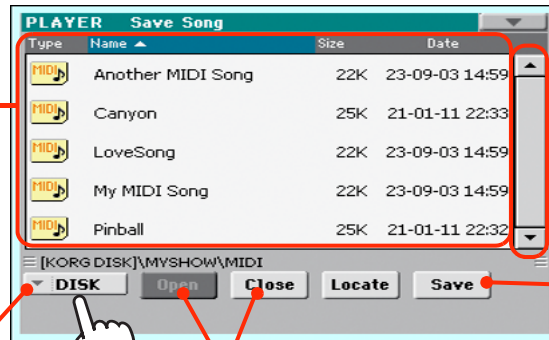 PLAYER Save Song
Type Name Size Date
MIDI Another MIDI Song 22K 23-09-03 14:59
MIDI Canyon 25K 21-01-11 22:33
MIDI LoveSong 22K 23-09-03 14:59
MIDI My MIDI Song 22K 23-09-03 14:59
MIDI Pinball 25K 21-01-11 22:32
[KORG DISK]\MYSHOW\MIDI
DISK Open Close Locate Save